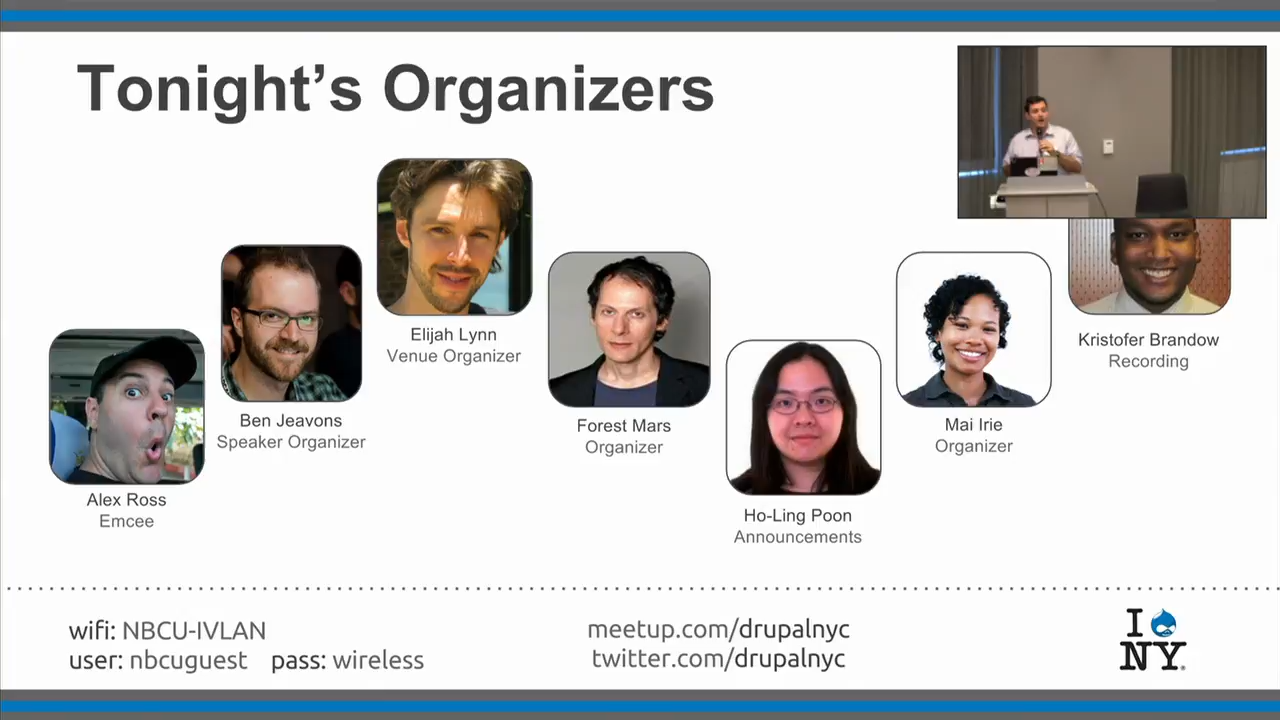 Tonight's Organizers
Alex Ross
Emcee
Ben Jeavons
Speaker Organizer
Elijah Lynn
Venue Organizer
Forest Mars
Organizer
Ho-Ling Poon
Announcements
Mai Irie
Organizer
Kristofer Brandow
Recording
wifi: NBCU-IVLAN
user: nbcuguest pass: wireless
meetup.com/drupalnyc
twitter.com/drupalnyc
I
NY